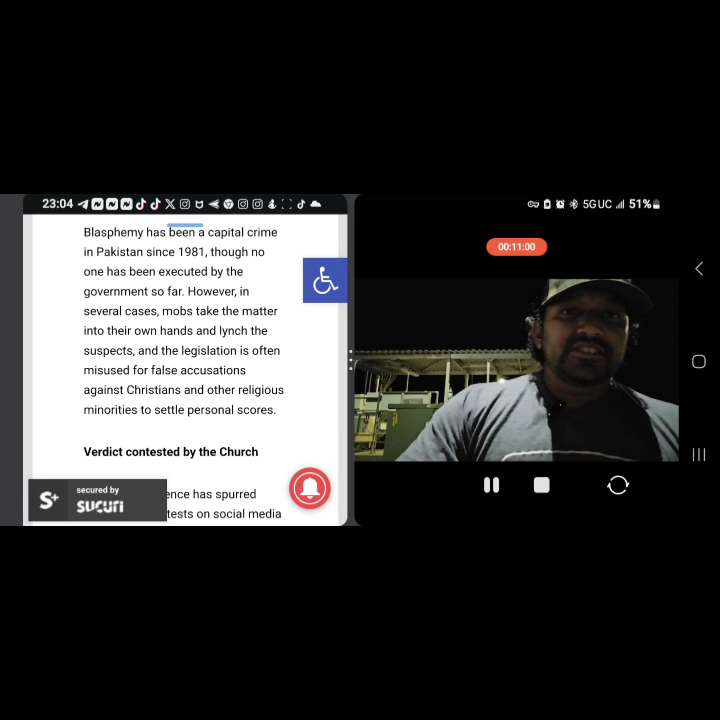 23:04
5GUC 51%
00:11:00
Blasphemy has been a capital crime
in Pakistan since 1981, though no
one has been executed by the
government so far. However, in
several cases, mobs take the matter
into their own hands and lynch the
suspects, and the legislation is often
misused for false accusations
against Christians and other religious
minorities to settle personal scores.
Verdict contested by the Church
ence has spurred
tests on social media
S+ secured by
sucuri